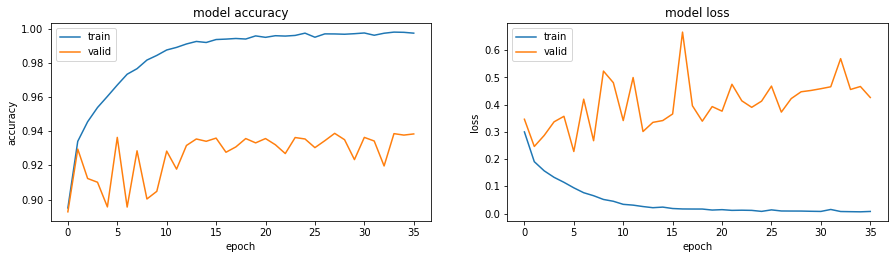 model accuracy
train
valid
1.00
0.98
0.96
0.94
0.92
0.90
accuracy
0 5 10 15 20 25 30 35
epoch
model loss
train
valid
0.6
0.5
0.4
0.3
0.2
0.1
0.0
loss
0 5 10 15 20 25 30 35
epoch